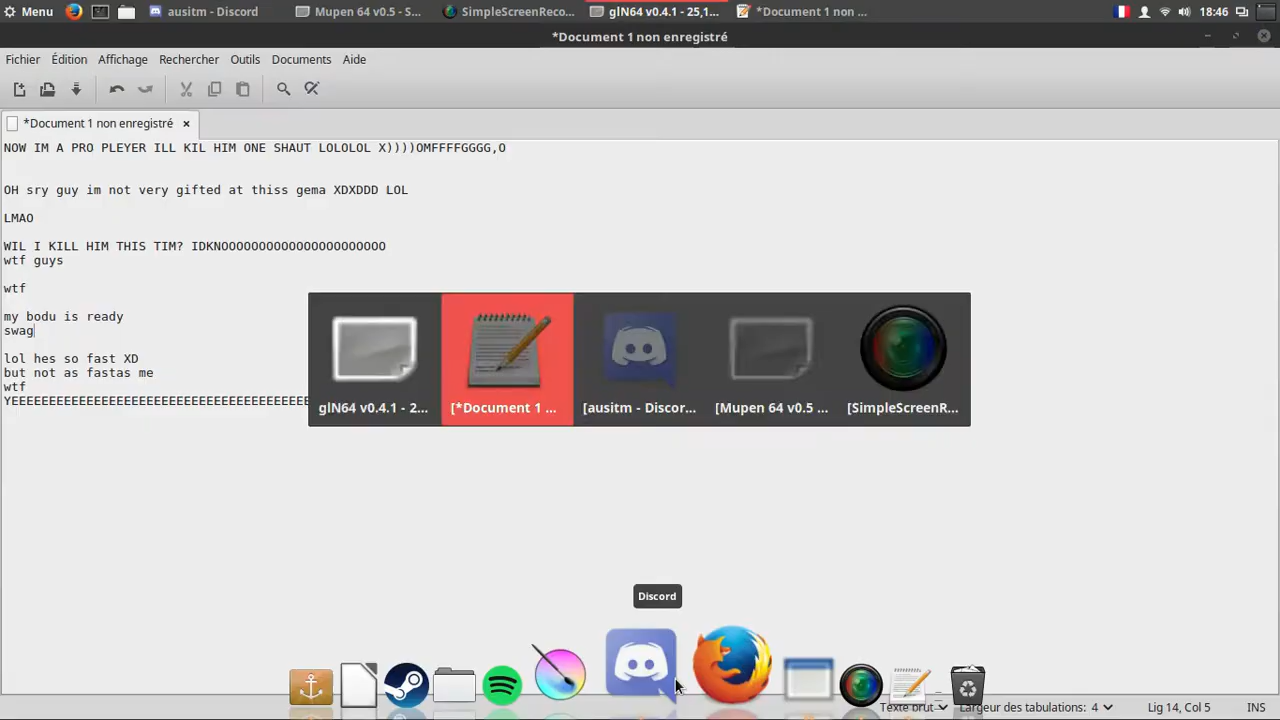 Menu
ausitm - Discord
Mupen 64 v0.5 - S...
SimpleScreenReco...
glN64 v0.4.1 - 25,1...
*Document 1 non ...
18:46
*Document 1 non enregistré
Fichier Édition Affichage Rechercher Outils Documents Aide
*Document 1 non enregistré
NOW IM A PRO PLEYER ILL KIL HIM ONE SHAUT LOLOLOL X))))OMFFFFGGGG,O
OH sry guy im not very gifted at thiss gema XDXDDD LOL
LMAO
WIL I KILL HIM THIS TIM? IDKNOOOOOOOOOOOOOOOOOOOOOO
wtf guys
wtf
my bodu is ready
swag
lol hes so fast XD
but not as fastas me
wtf
YEEEEEEEEEEEEEEEEEEEEEEEEEEEEEEEEEEEEEEEE
glN64 v0.4.1 - 2...
[*Document 1 ...
[ausitm - Discor...
[Mupen 64 v0.5 ...
[SimpleScreenR...
Discord
Texte brut
Largeur des tabulations: 4
Lig 14, Col 5
INS